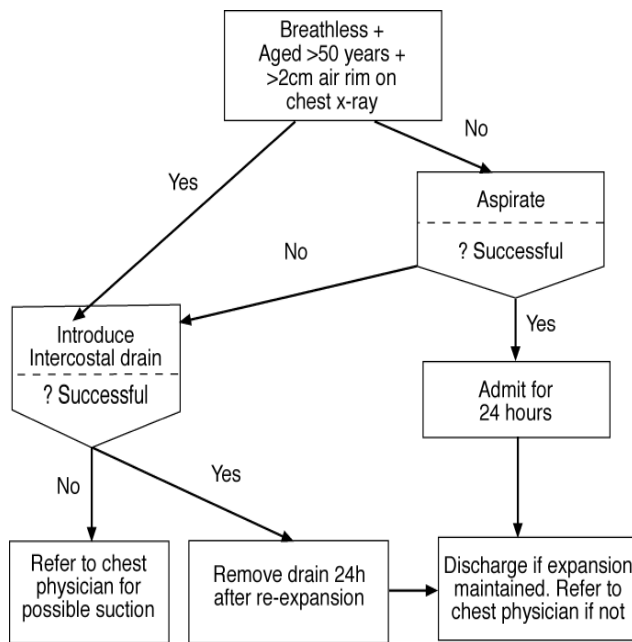 Breathless +
Aged >50 years +
>2cm air rim on
chest x-ray
No
Yes
Aspirate
? Successful
No
Introduce
Intercostal drain
? Successful
Yes
Admit for
24 hours
No
Yes
Refer to chest
physician for
possible suction
Remove drain 24h
after re-expansion
Discharge if expansion
maintained. Refer to
chest physician if not